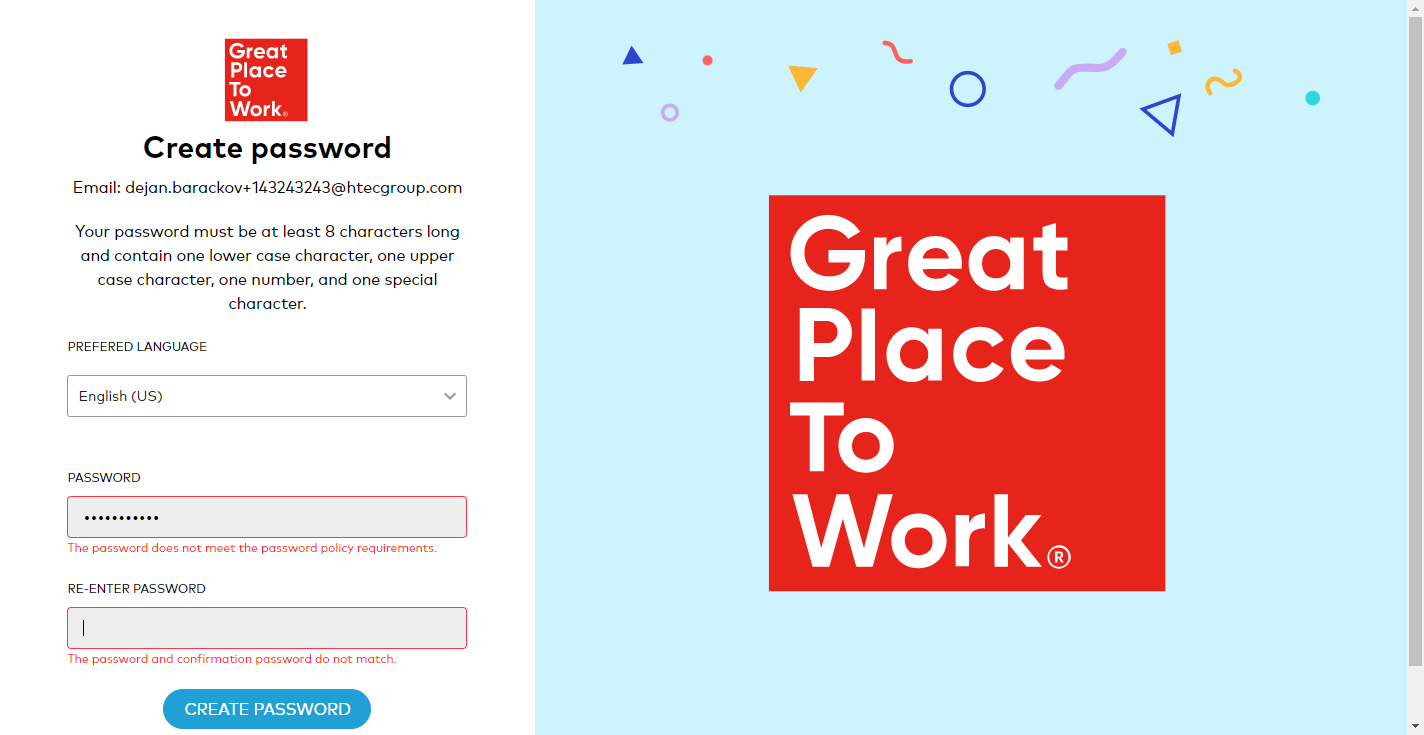 Great
Place
To
Work®
Create password
Email: dejan.barackov+143243243@htecgroup.com
Your password must be at least 8 characters long
and contain one lower case character, one upper
case character, one number, and one special
character.
PREFERED LANGUAGE
English (US)
PASSWORD
•••••••••••
The password does not meet the password policy requirements.
RE-ENTER PASSWORD
The password and confirmation password do not match.
CREATE PASSWORD
Great
Place
To
Work®